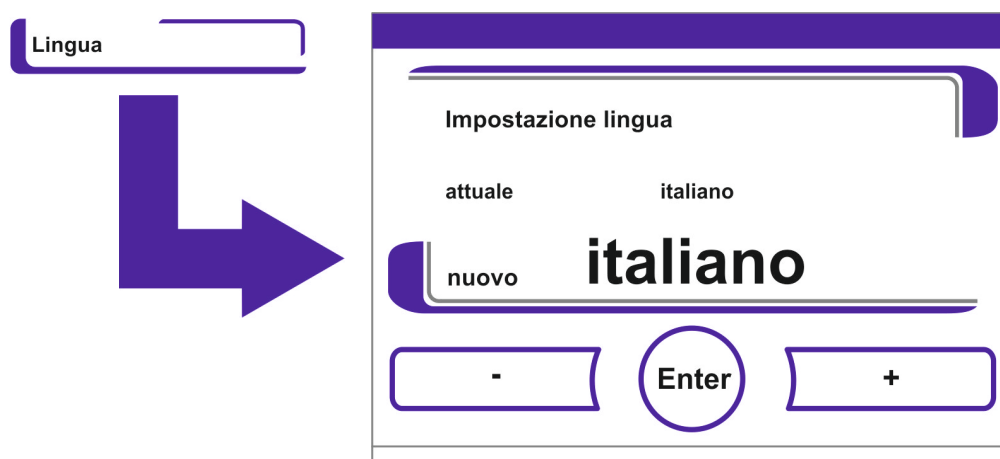 Lingua
Impostazione lingua
attuale italiano
nuovo italiano
- Enter +